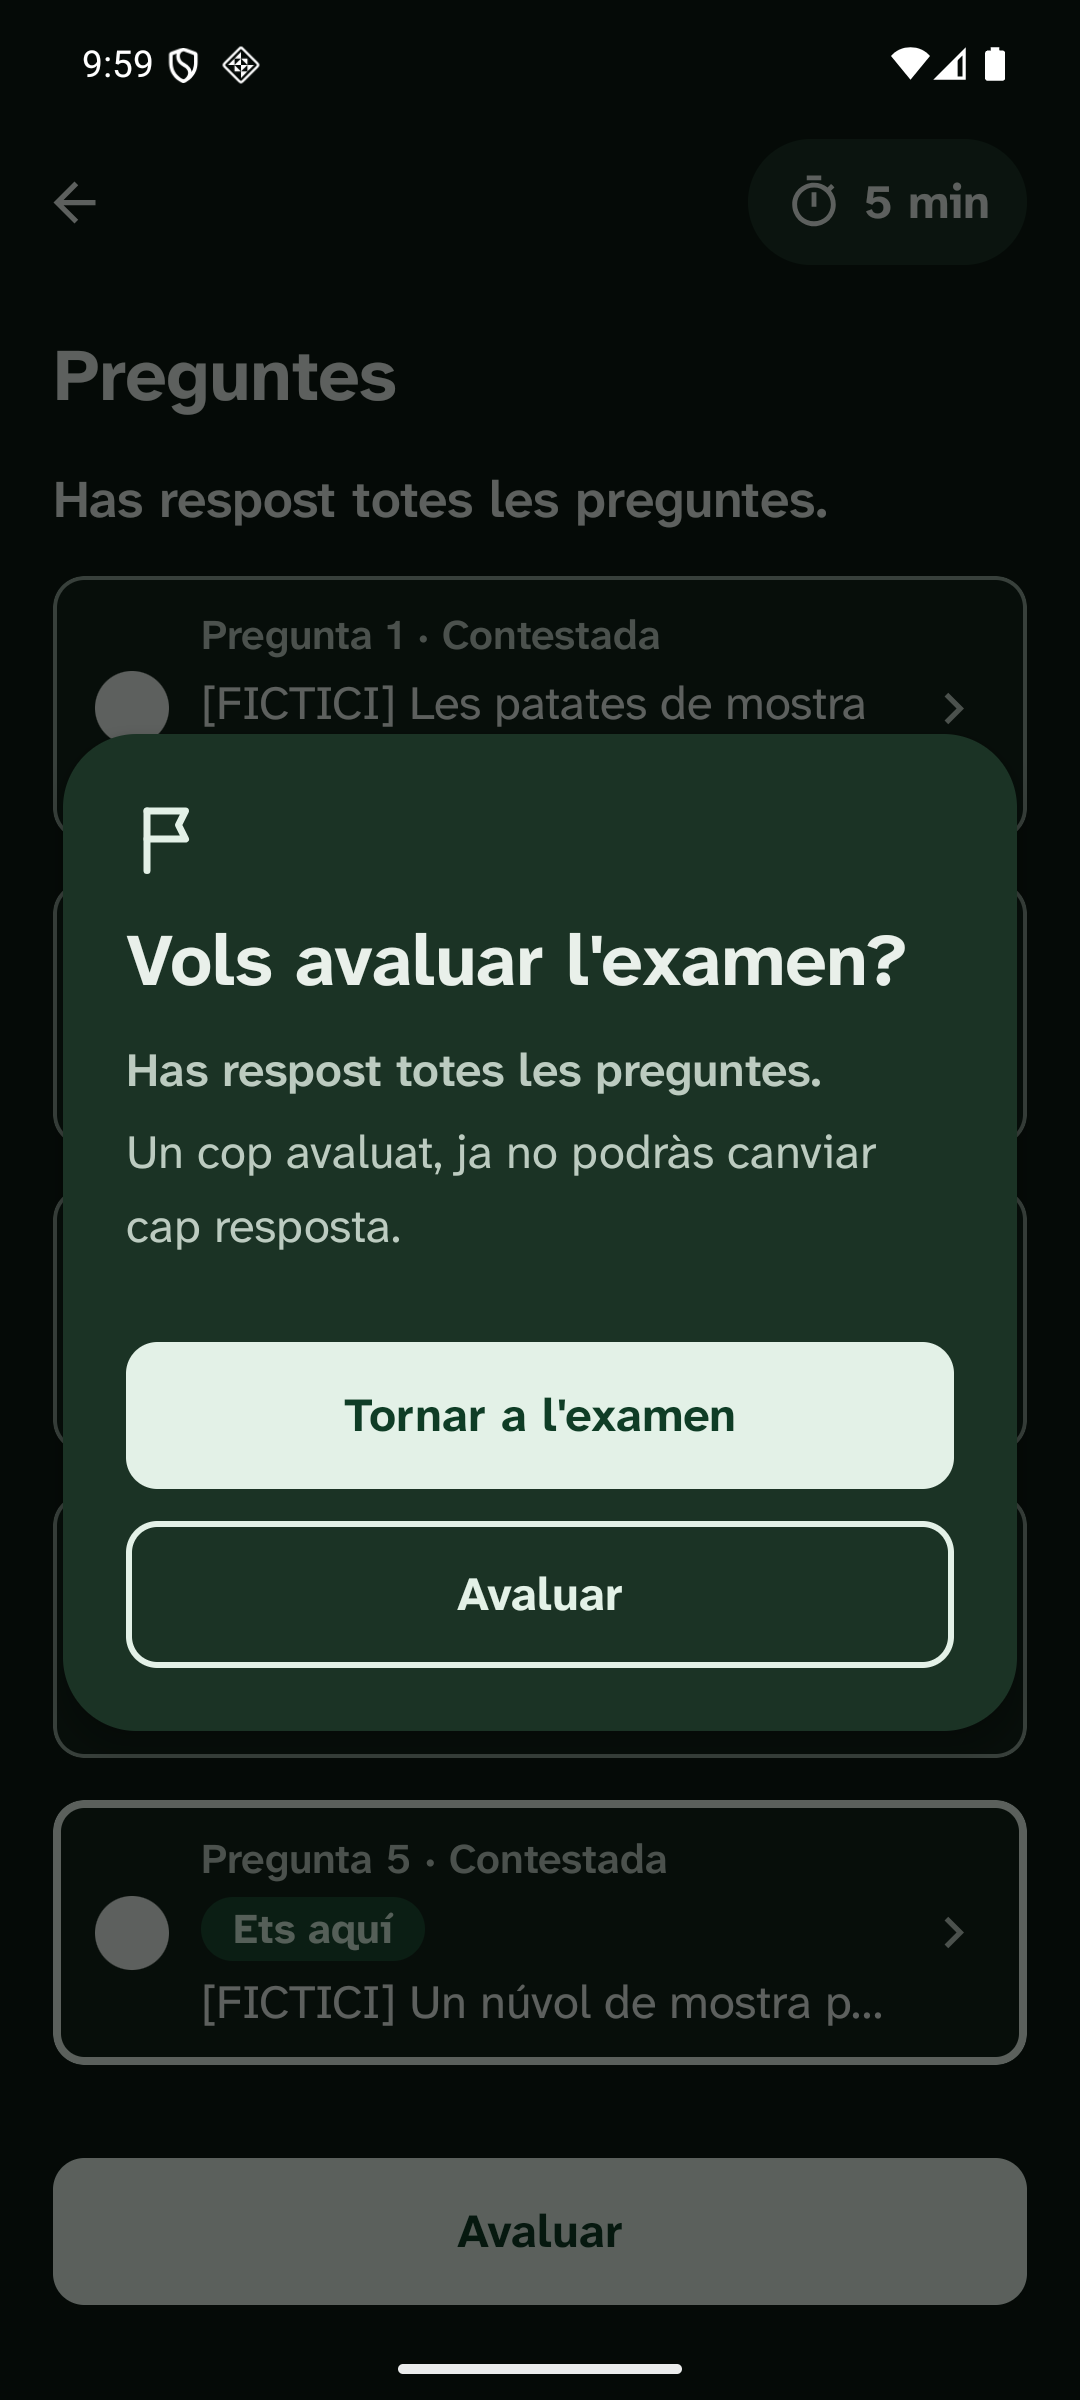 9:59
5 min
Preguntes
Has respost totes les preguntes.
Pregunta 1 · Contestada
[FICTICI] Les patates de mostra
Vols avaluar l'examen?
Has respost totes les preguntes.
Un cop avaluat, ja no podràs canviar
cap resposta.
Tornar a l'examen
Avaluar
Pregunta 5 · Contestada
Ets aquí
[FICTICI] Un núvol de mostra p...
Avaluar